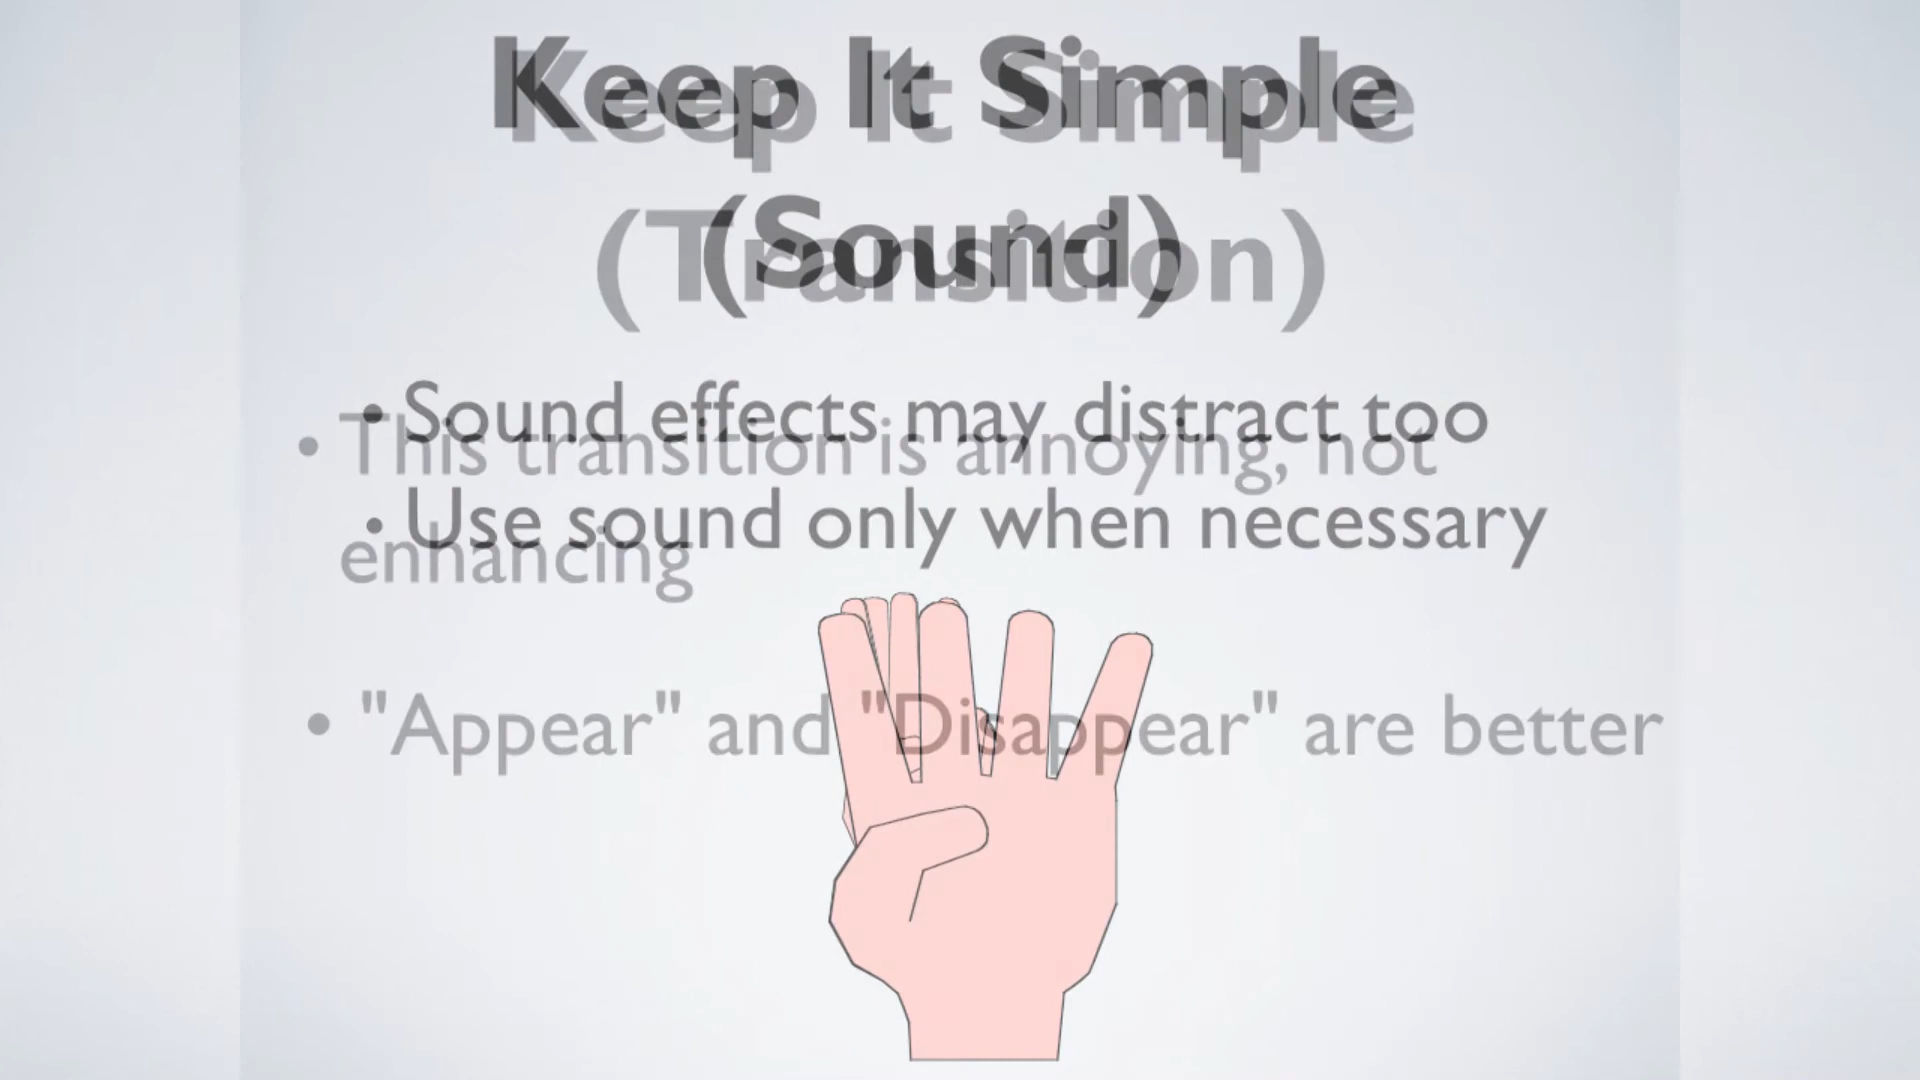 Keep It Simple
(Sound)
• Sound effects may distract too
• Use sound only when necessary
Keep It Simple
(Transition)
• This transition is annoying, not
enhancing
• "Appear" and "Disappear" are better